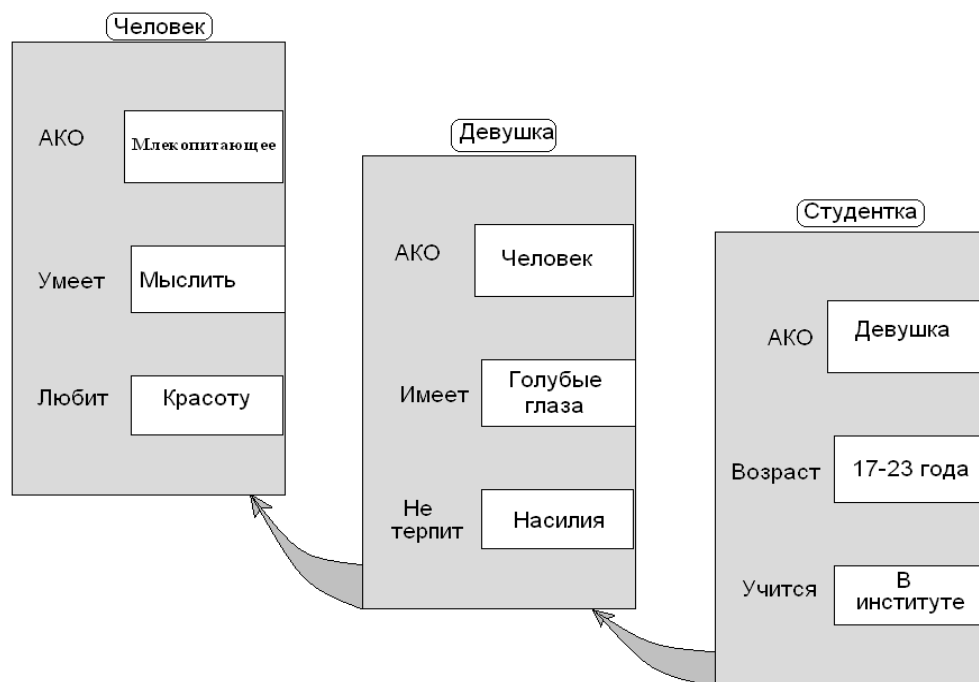 Человек
АКО
Млекопитающее
Умеет
Мыслить
Любит
Красоту
Девушка
АКО
Человек
Имеет
Голубые
глаза
Не
терпит
Насилия
Студентка
АКО
Девушка
Возраст
17-23 года
Учится
В
институте